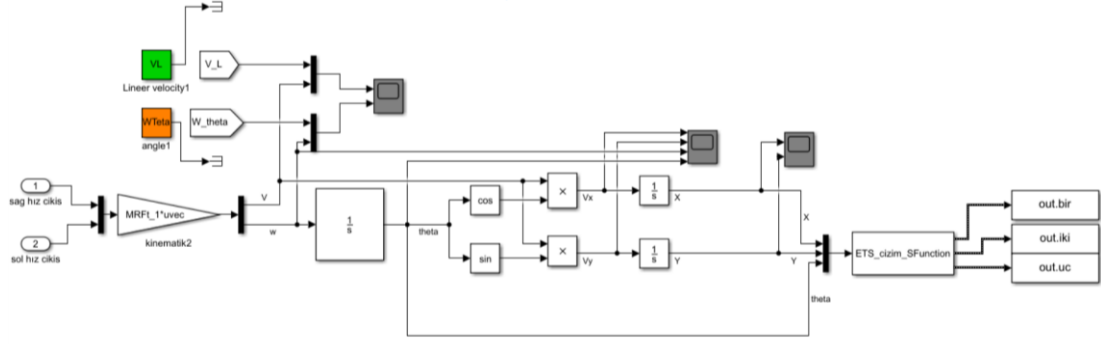 VL
V_L
Lineer velocity1
WTeta
W_theta
angle1
1
sag hız cikis
2
sol hız cikis
MRFt_1*uvec
kinematik2
V
w
1
s
theta
cos
sin
×
Vx
×
Vy
1
s
X
1
s
Y
X
Y
theta
ETS_cizim_SFunction
out.bir
out.iki
out.uc